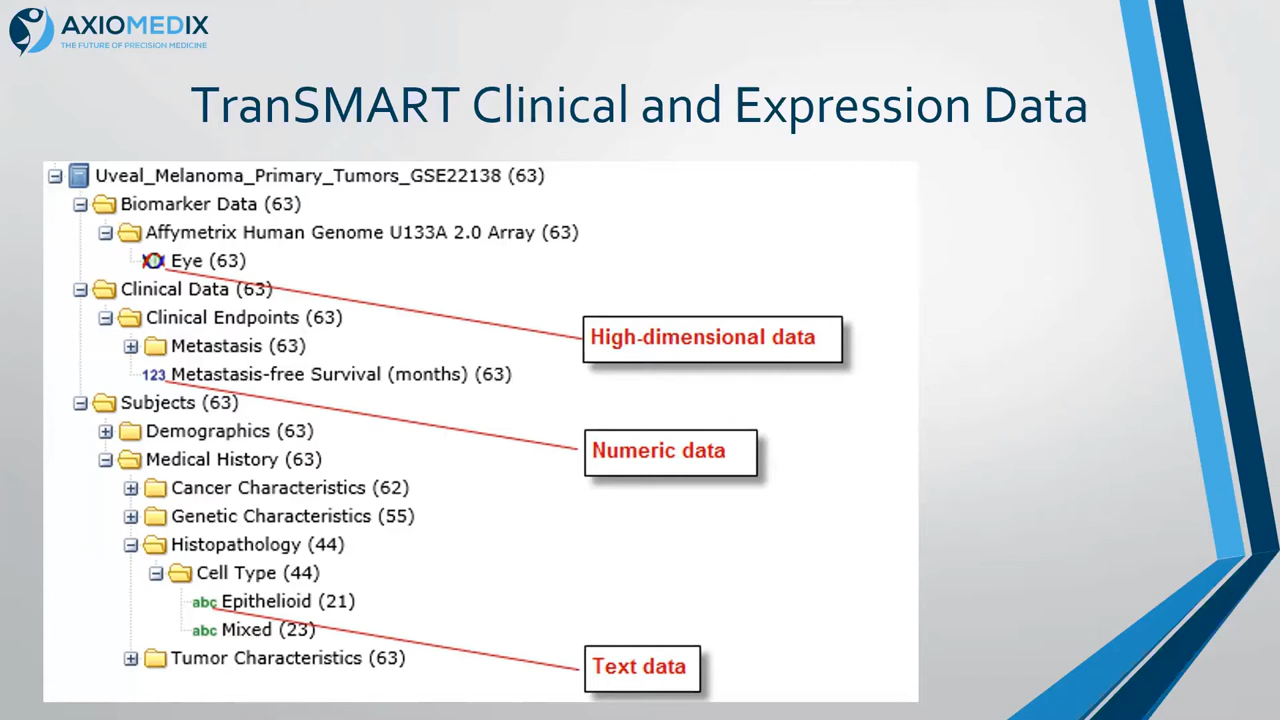 AXIOMEDIX
THE FUTURE OF PRECISION MEDICINE
TranSMART Clinical and Expression Data
Uveal_Melanoma_Primary_Tumors_GSE22138 (63)
Biomarker Data (63)
Affymetrix Human Genome U133A 2.0 Array (63)
Eye (63)
Clinical Data (63)
Clinical Endpoints (63)
High-dimensional data
Metastasis (63)
123 Metastasis-free Survival (months) (63)
Subjects (63)
Demographics (63)
Numeric data
Medical History (63)
Cancer Characteristics (62)
Genetic Characteristics (55)
Histopathology (44)
Cell Type (44)
abc Epithelioid (21)
abc Mixed (23)
Tumor Characteristics (63)
Text data